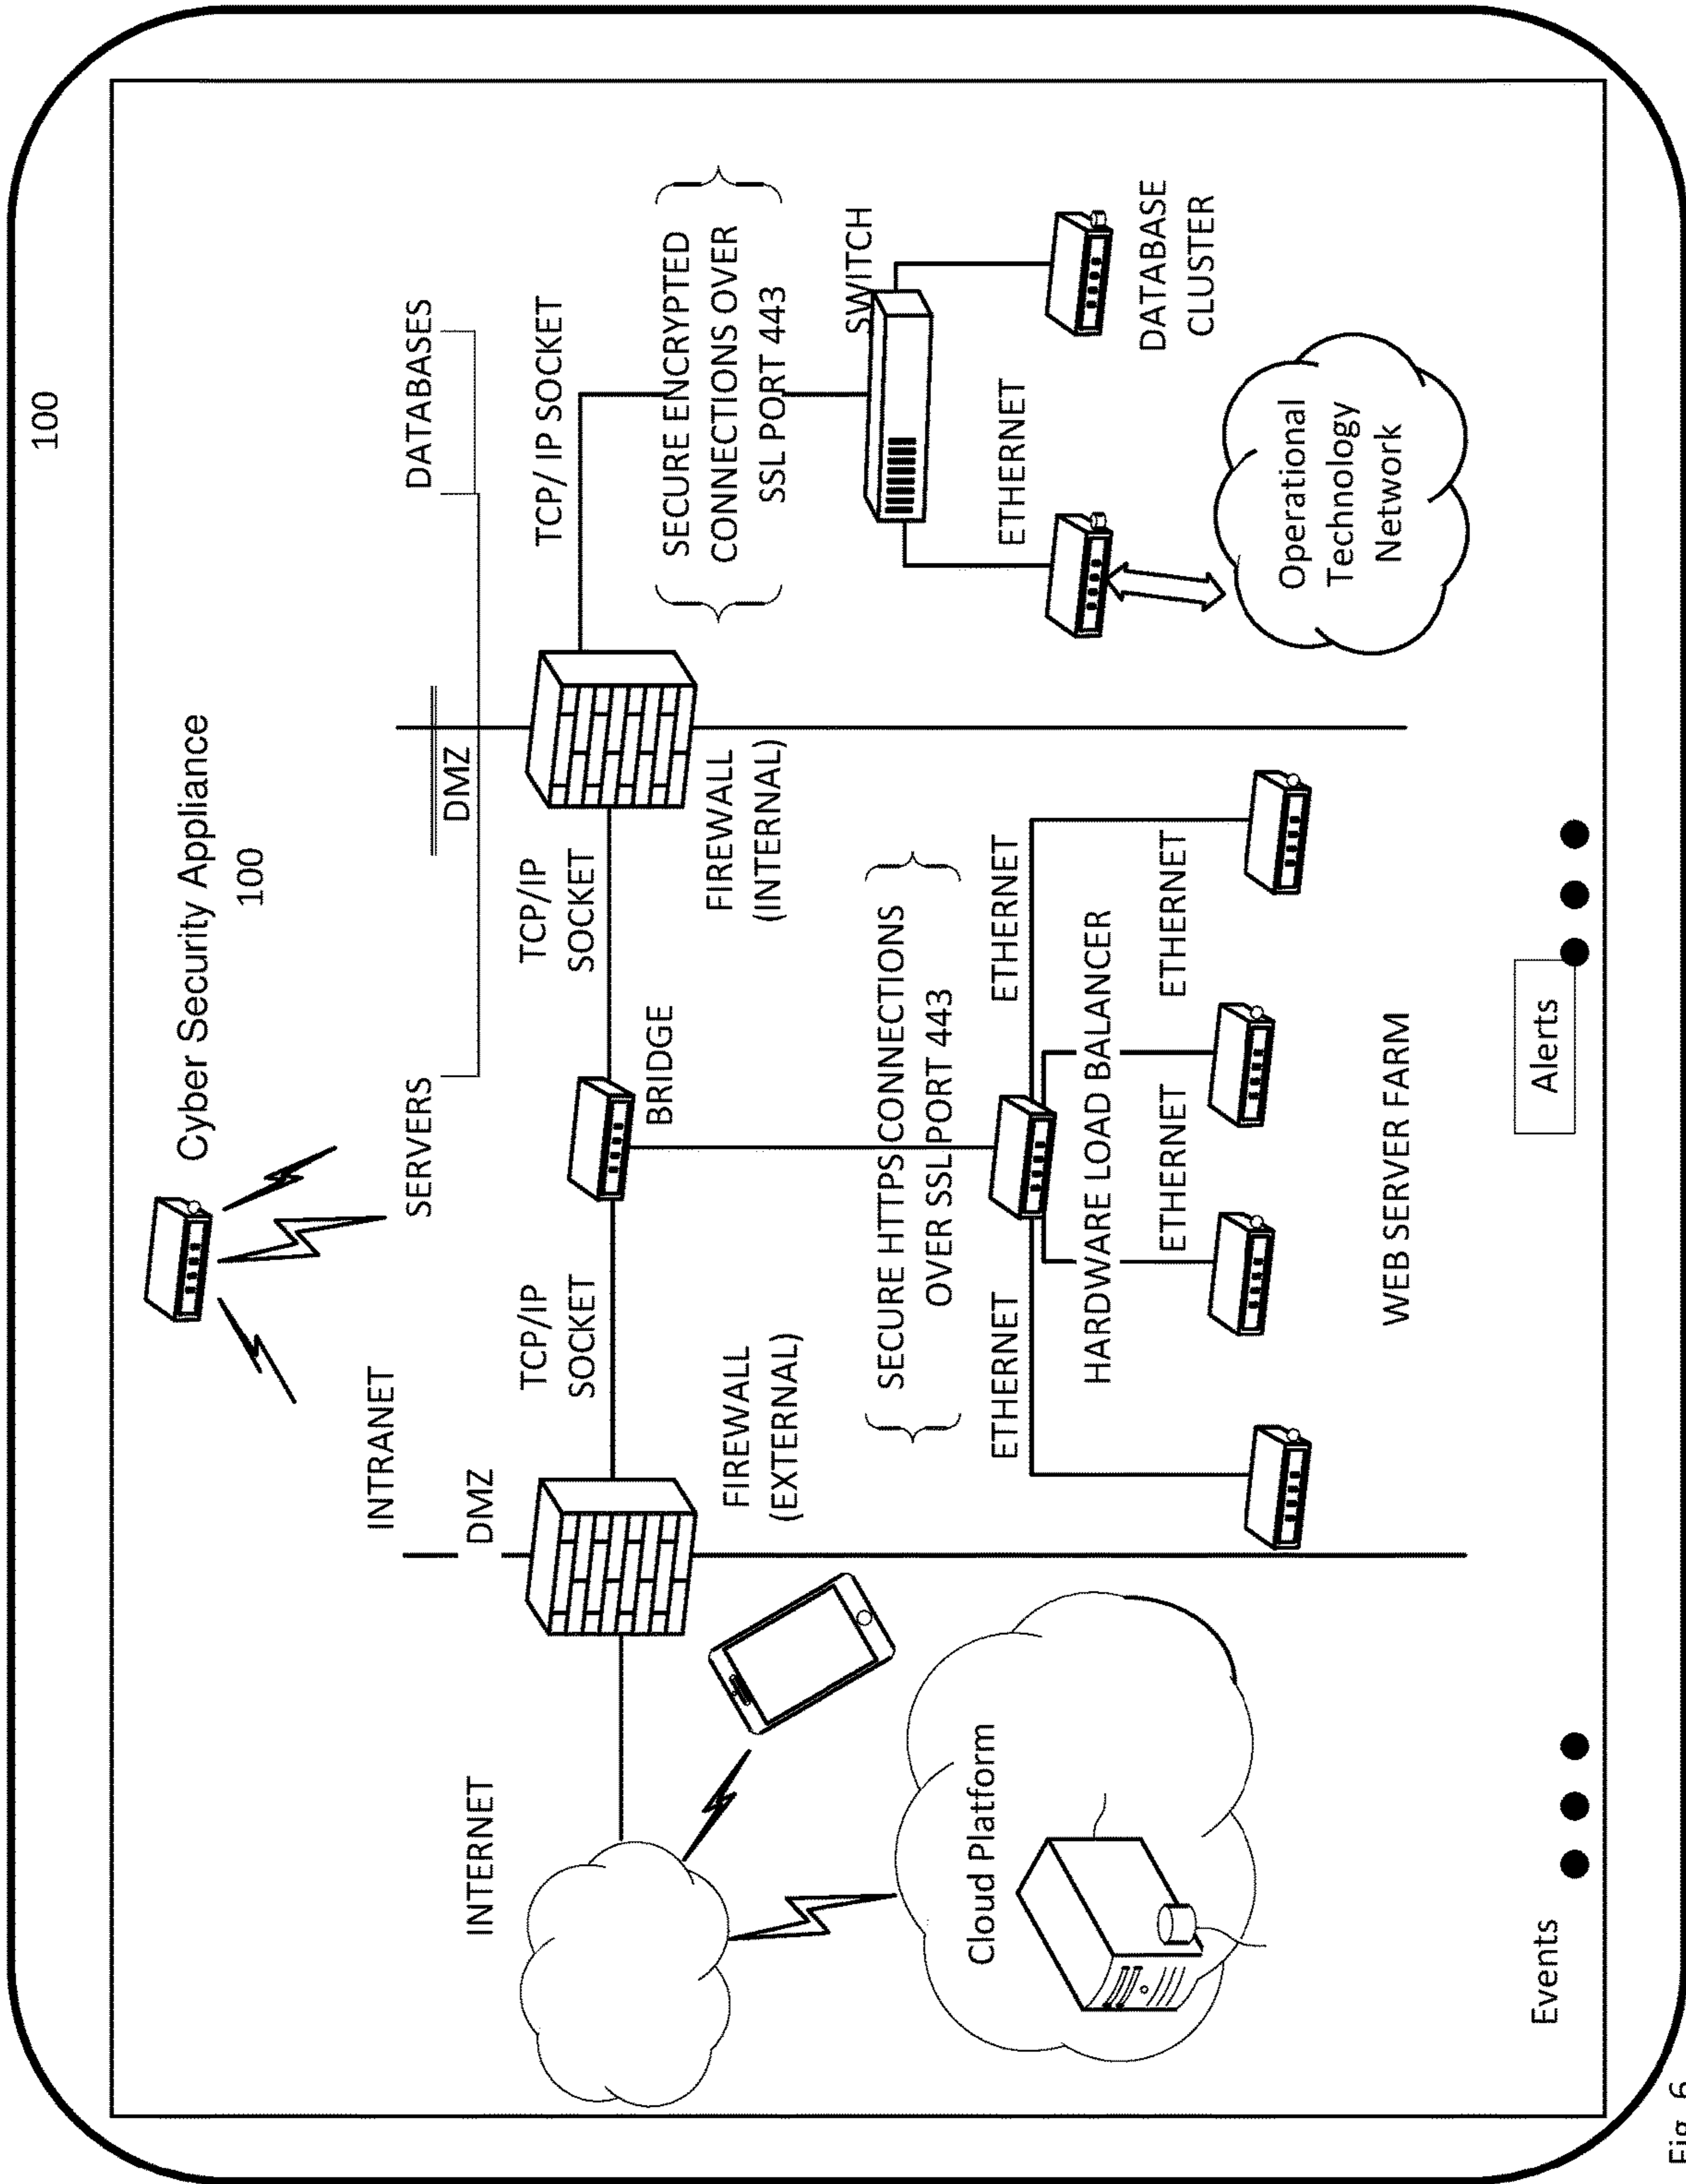 100
Cyber Security Appliance
100
INTRANET
SERVERS
DATABASES
INTERNET
DMZ
DMZ
TCP/IP
SOCKET
TCP/IP
SOCKET
TCP/ IP SOCKET
BRIDGE
FIREWALL
(EXTERNAL)
FIREWALL
(INTERNAL)
SECURE ENCRYPTED
CONNECTIONS OVER
SSL PORT 443
SECURE HTTPS CONNECTIONS
OVER SSL PORT 443
SWITCH
ETHERNET
ETHERNET
ETHERNET
HARDWARE LOAD BALANCER
ETHERNET
ETHERNET
DATABASE
CLUSTER
Cloud Platform
Operational
Technology
Network
WEB SERVER FARM
Events
Alerts
Fig. 6